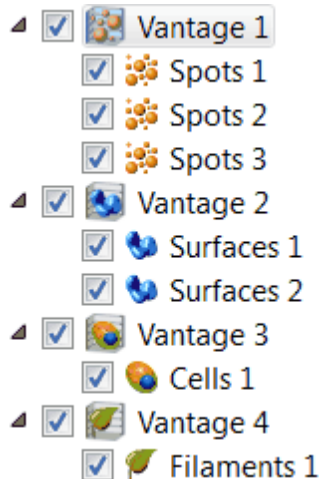 Vantage 1
Spots 1
Spots 2
Spots 3
Vantage 2
Surfaces 1
Surfaces 2
Vantage 3
Cells 1
Vantage 4
Filaments 1